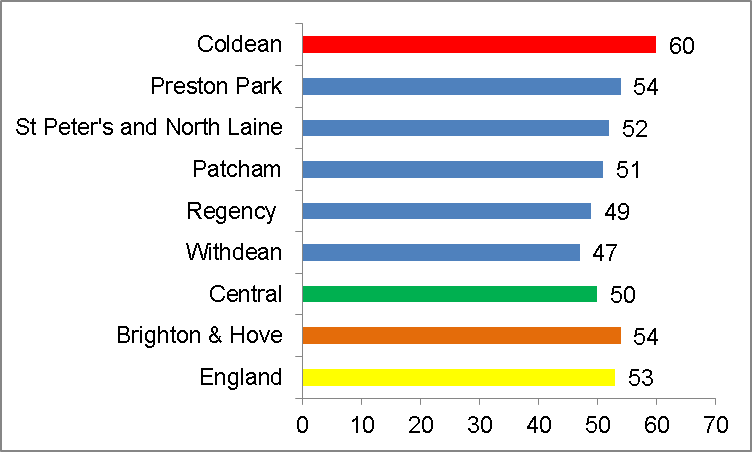 Coldean 60
Preston Park 54
St Peter's and North Laine 52
Patcham 51
Regency 49
Withdean 47
Central 50
Brighton & Hove 54
England 53
0 10 20 30 40 50 60 70